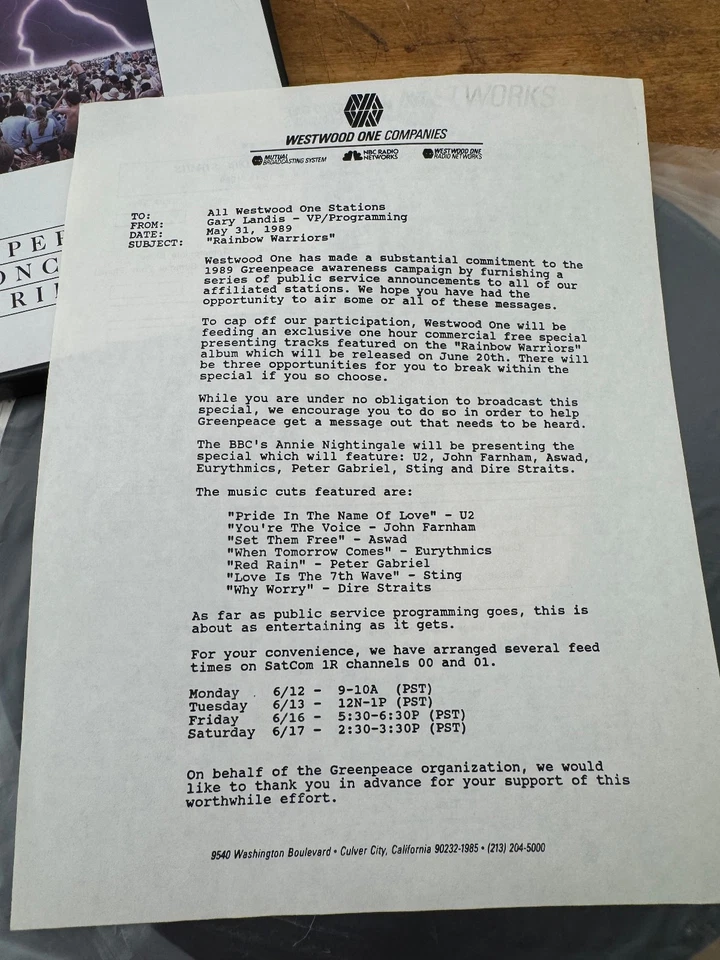 WESTWOOD ONE COMPANIES
MUTUAL BROADCASTING SYSTEM
NBC RADIO NETWORKS
WESTWOOD ONE RADIO NETWORKS
TO: All Westwood One Stations
FROM: Gary Landis - VP/Programming
DATE: May 31, 1989
SUBJECT: "Rainbow Warriors"
Westwood One has made a substantial commitment to the
1989 Greenpeace awareness campaign by furnishing a
series of public service announcements to all of our
affiliated stations. We hope you have had the
opportunity to air some or all of these messages.
To cap off our participation, Westwood One will be
feeding an exclusive one hour commercial free special
presenting tracks featured on the "Rainbow Warriors"
album which will be released on June 20th. There will
be three opportunities for you to break within the
special if you so choose.
While you are under no obligation to broadcast this
special, we encourage you to do so in order to help
Greenpeace get a message out that needs to be heard.
The BBC's Annie Nightingale will be presenting the
special which will feature: U2, John Farnham, Aswad,
Eurythmics, Peter Gabriel, Sting and Dire Straits.
The music cuts featured are:
"Pride In The Name Of Love" - U2
"You're The Voice - John Farnham
"Set Them Free" - Aswad
"When Tomorrow Comes" - Eurythmics
"Red Rain" - Peter Gabriel
"Love Is The 7th Wave" - Sting
"Why Worry" - Dire Straits
As far as public service programming goes, this is
about as entertaining as it gets.
For your convenience, we have arranged several feed
times on SatCom 1R channels 00 and 01.
Monday 6/12 - 9-10A (PST)
Tuesday 6/13 - 12N-1P (PST)
Friday 6/16 - 5:30-6:30P (PST)
Saturday 6/17 - 2:30-3:30P (PST)
On behalf of the Greenpeace organization, we would
like to thank you in advance for your support of this
worthwhile effort.
9540 Washington Boulevard • Culver City, California 90232-1985 • (213) 204-5000